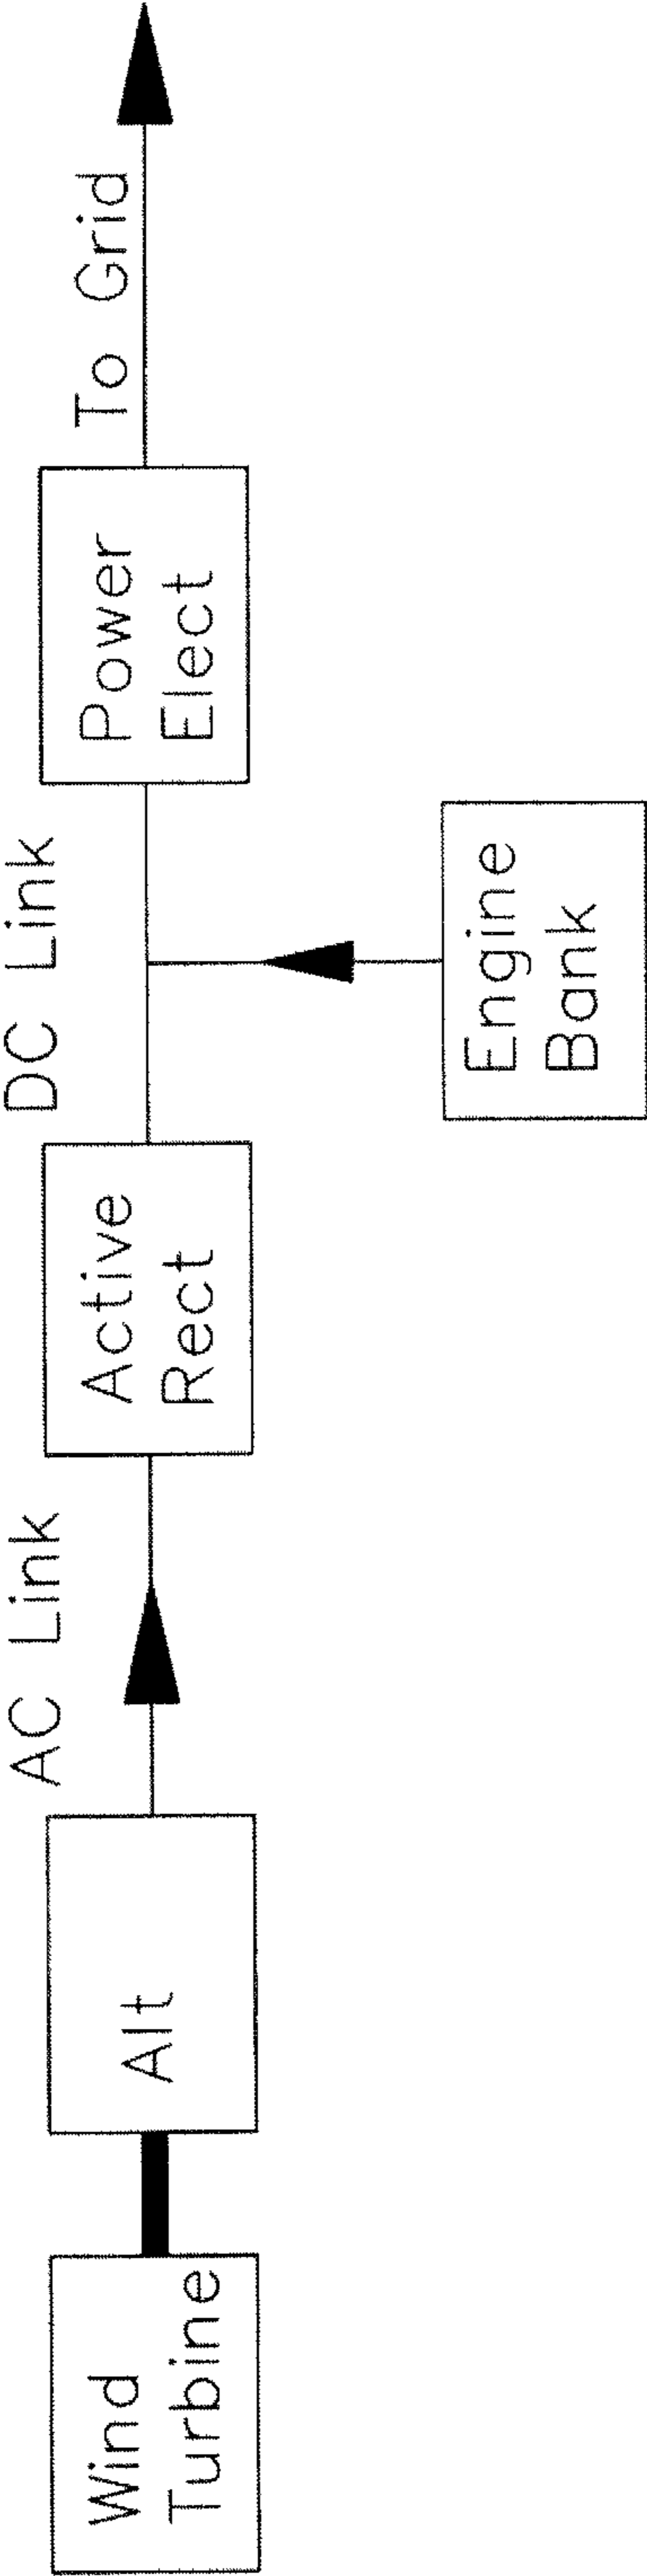 Wind
Turbine
Alt
AC Link
Active
Rect
DC Link
Engine
Bank
Power
Elect
To Grid